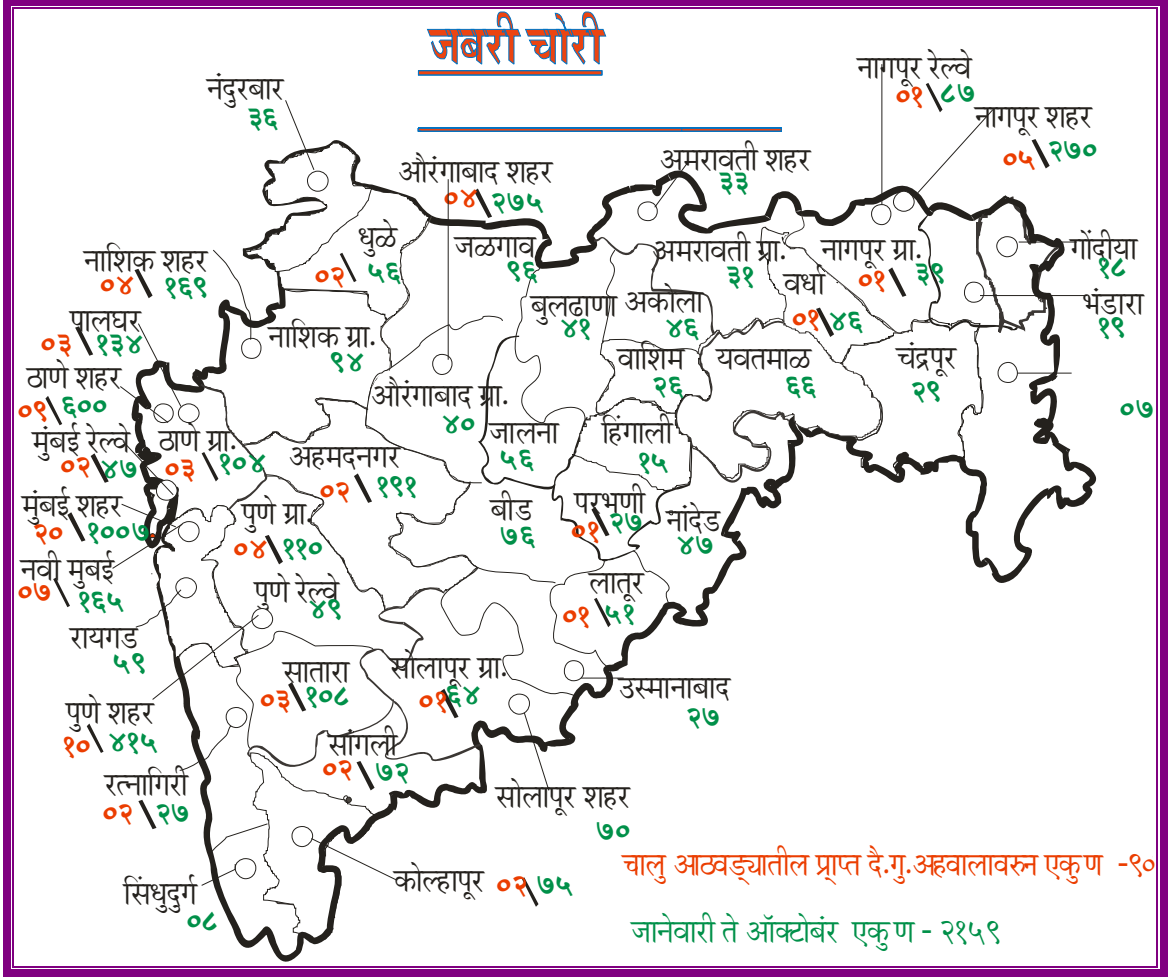 जबरी चोरी
नंदुरबार
३६
नागपूर रेल्वे
०१\८७
नागपूर शहर
०५\२७०
औरंगाबाद शहर
०४\२७५
अमरावती शहर
३३
धुळे
०२\५६
जळगाव
९६
अमरावती ग्रा.
३१
नागपूर ग्रा.
०१\३९
गोंदीया
१८
नाशिक शहर
०४\१६९
वर्धा
०१\४६
भंडारा
१९
बुलढाणा
४१
अकोला
४६
पालघर
०३\१३४
नाशिक ग्रा.
९४
वाशिम
२६
यवतमाळ
६६
चंद्रपूर
२९
ठाणे शहर
०९\६००
औरंगाबाद ग्रा.
४०
०७
मुंबई रेल्वे
०२\४७
ठाणे ग्रा.
०३\१०४
अहमदनगर
०२\१९१
जालना
५६
हिंगाली
१५
मुंबई शहर
२०\१००७
पुणे ग्रा.
०४\११०
बीड
७६
परभणी
०१\२७
नांदेड
४७
नवी मुबई
०७\१६५
पुणे रेल्वे
४९
लातूर
०१\५१
रायगड
५९
सातारा
०३\१०८
सोलापूर ग्रा.
०१\६४
उस्मानाबाद
२७
पुणे शहर
१०\४१५
सांगली
०२\७२
रत्नागिरी
०२\२७
सोलापूर शहर
७०
चालु आठवड्यातील प्राप्त दै.गु.अहवालावरुन एकुण -९०
सिंधुदुर्ग
०८
कोल्हापूर ०२\७५
जानेवारी ते ऑक्टोबंर एकुण - २१५९